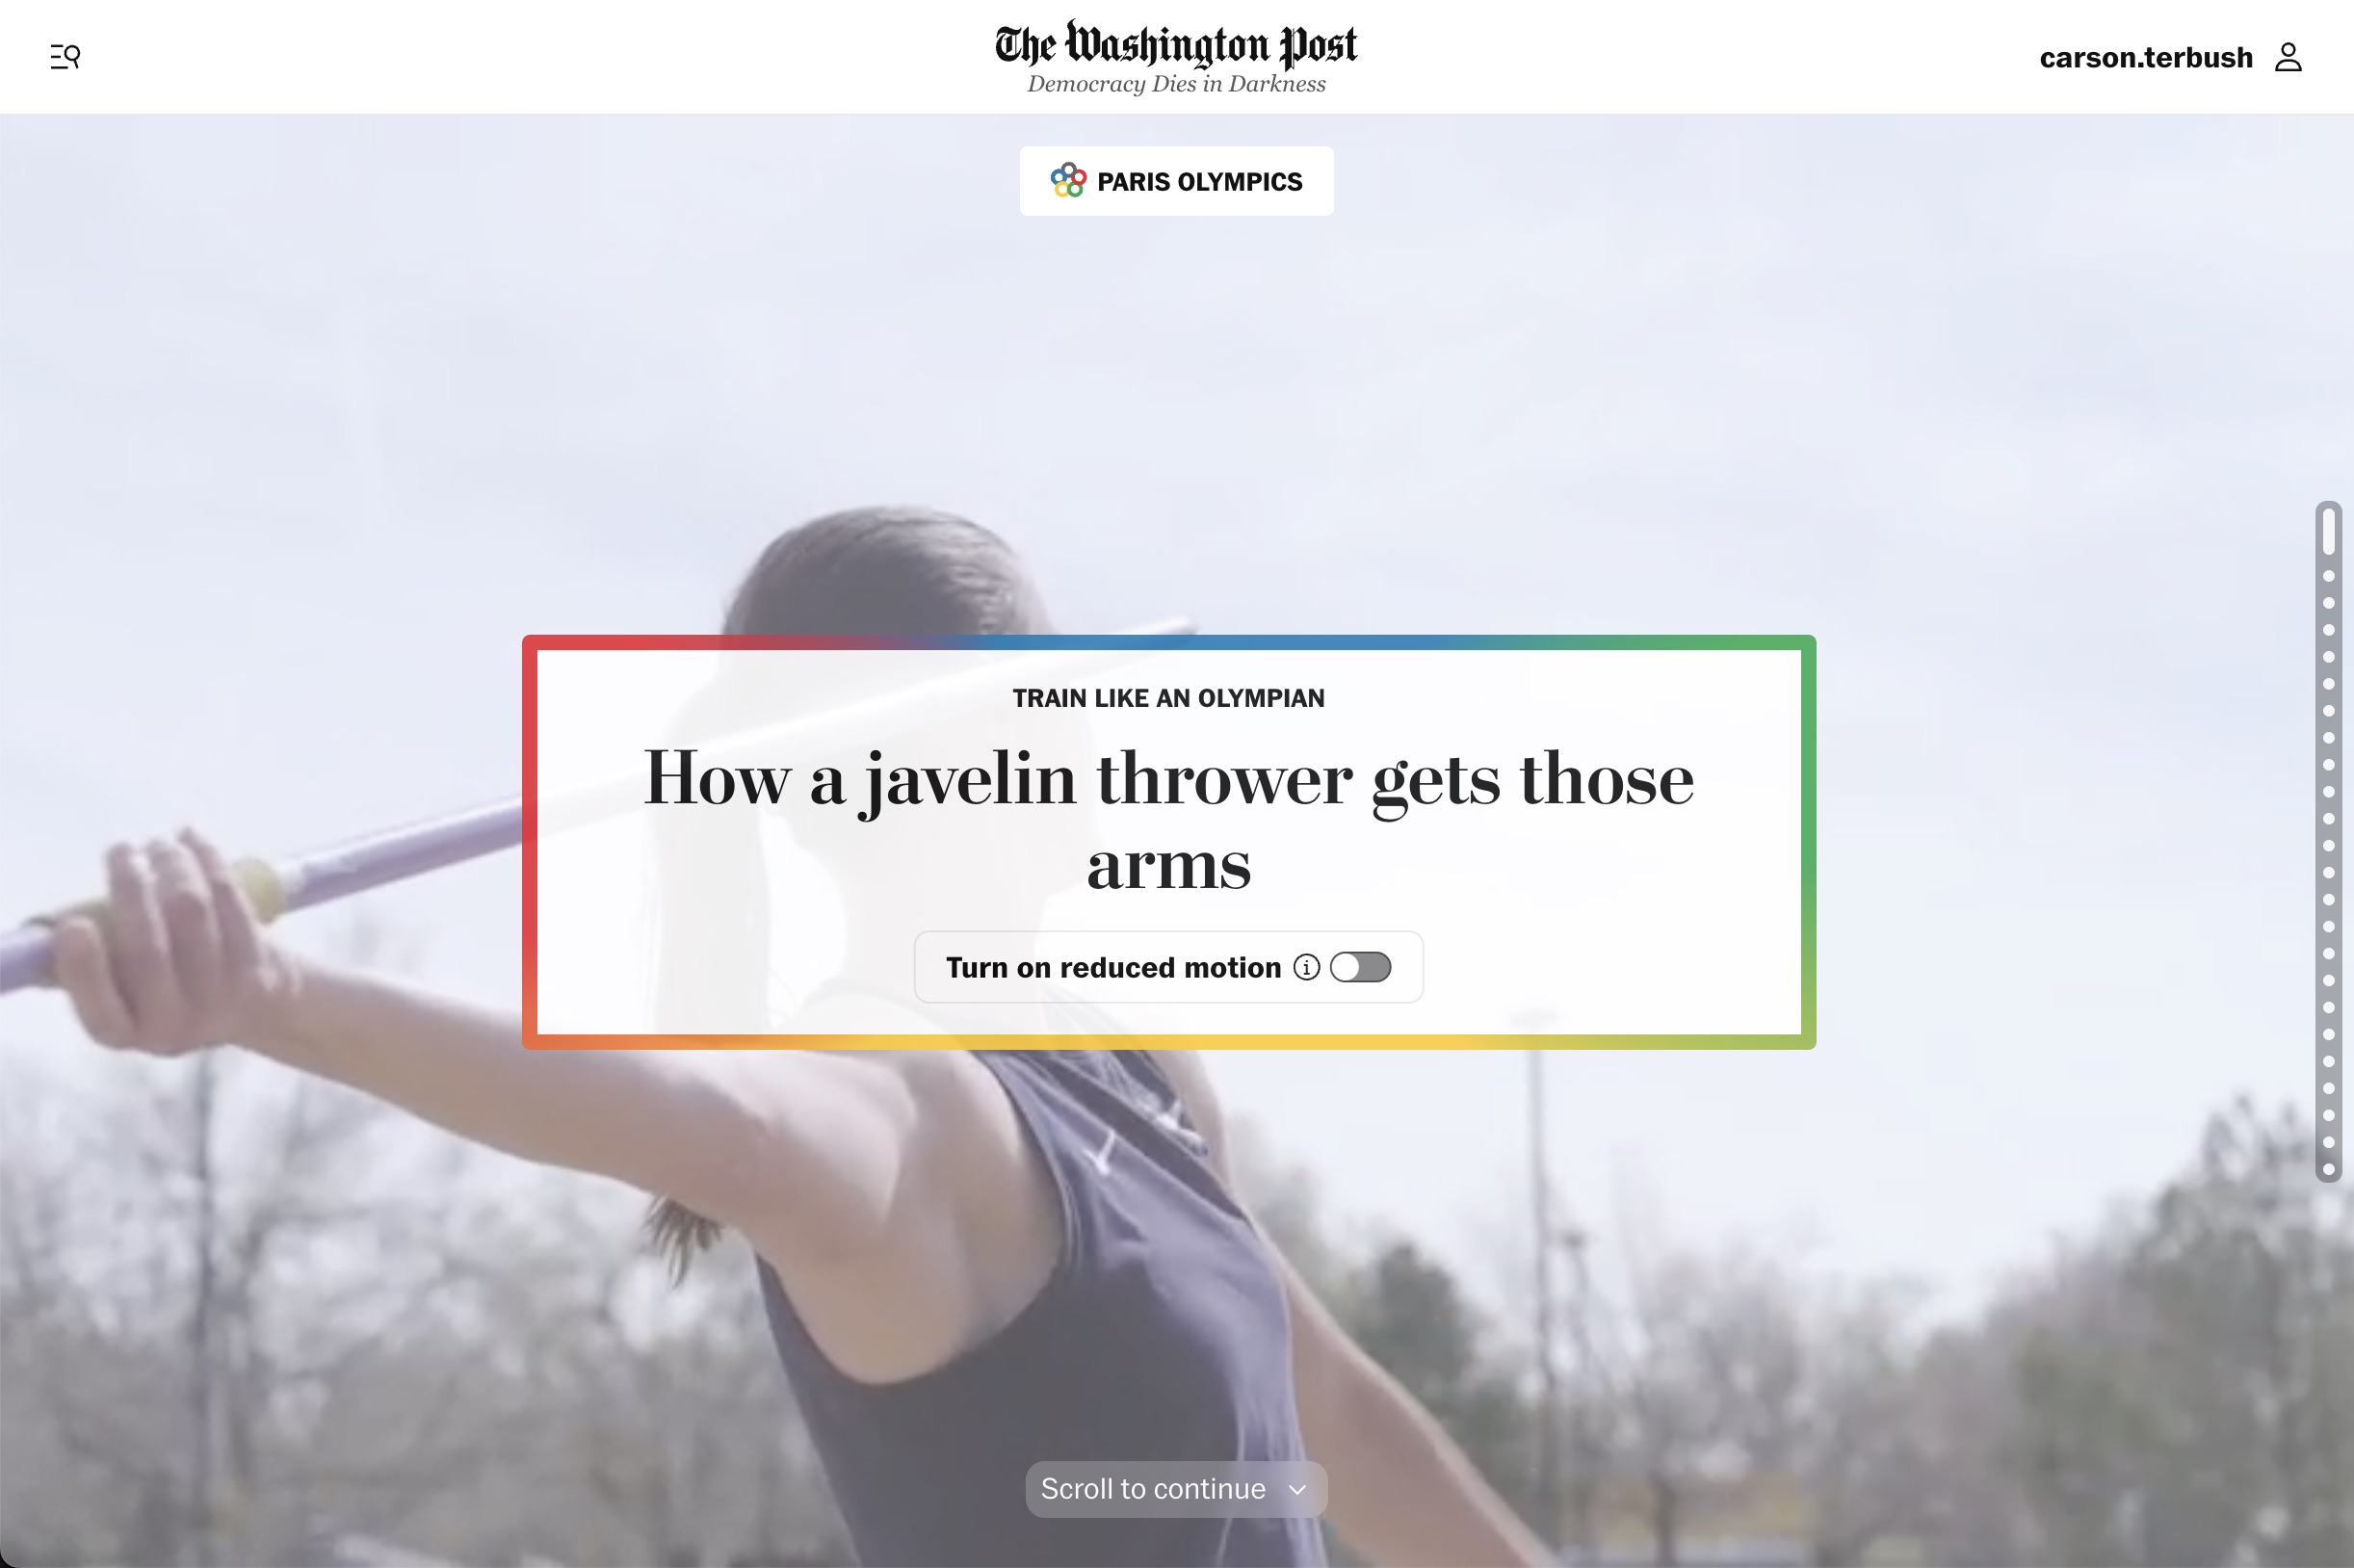 The Washington Post
Democracy Dies in Darkness
carson.terbush
PARIS OLYMPICS
TRAIN LIKE AN OLYMPIAN
How a javelin thrower gets those
arms
Turn on reduced motion
Scroll to continue